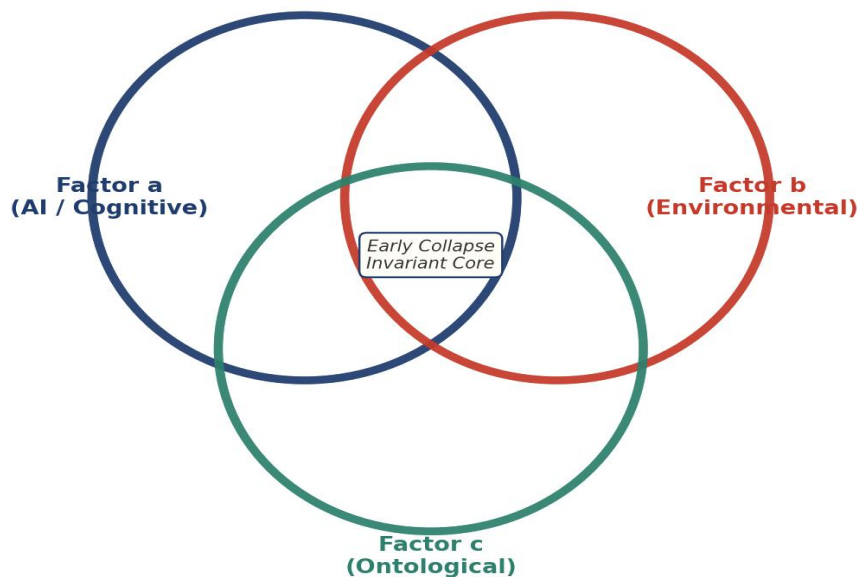 Factor a
(AI / Cognitive)
Factor b
(Environmental)
Early Collapse
Invariant Core
Factor c
(Ontological)